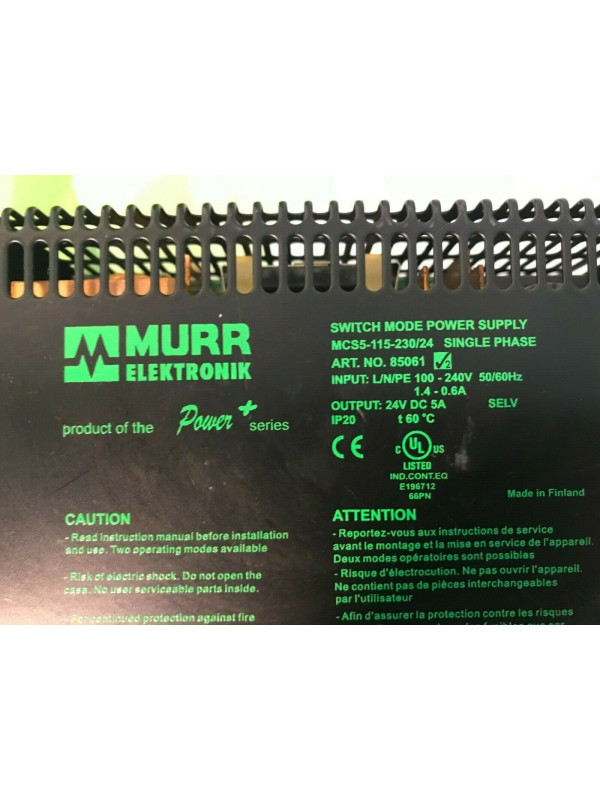 MURR
ELEKTRONIK
product of the Power+ series
SWITCH MODE POWER SUPPLY
MCS5-115-230/24 SINGLE PHASE
ART. NO. 85061
INPUT: L/N/PE 100 - 240V 50/60Hz
1.4 - 0.6A
OUTPUT: 24V DC 5A SELV
IP20 t 60 °C
CE
C UL US
LISTED
IND.CONT.EQ
E196712
66PN
Made in Finland
CAUTION
- Read instruction manual before installation
and use. Two operating modes available
- Risk of electric shock. Do not open the
case. No user serviceable parts inside.
- For continued protection against fire
ATTENTION
- Reportez-vous aux instructions de service
avant le montage et la mise en service de l'appareil.
Deux modes opératoires sont possibles
- Risque d'électrocution. Ne pas ouvrir l'appareil.
Ne contient pas de pièces interchangeables
par l'utilisateur
- Afin d'assurer la protection contre les risques